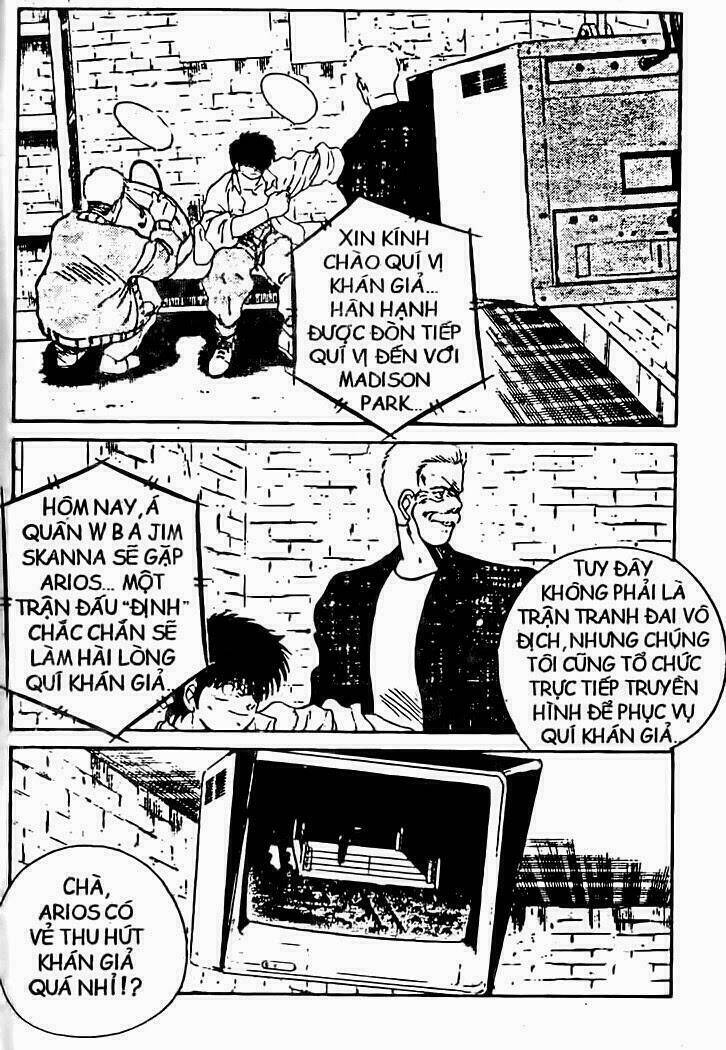 XIN KÍNH
CHÀO QUÍ VỊ
KHÁN GIẢ...
HÂN HẠNH
ĐƯỢC ĐÒN TIẾP
QUÍ VỊ ĐẾN VỚI
MADISON
PARK...
HÔM NAY, Á
QUÂN W B A JIM
SKANNA SẼ GẶP
ARIOS... MỘT
TRẬN ĐẤU "ĐỊNH"
CHẮC CHẮN SẼ
LÀM HÀI LÒNG
QUÍ KHÁN GIẢ.
TUY ĐÂY
KHÔNG PHẢI LÀ
TRẬN TRANH ĐAI VÔ
ĐỊCH, NHƯNG CHÚNG
TÔI CŨNG TỔ CHỨC
TRỰC TIẾP TRUYỀN
HÌNH ĐỂ PHỤC VỤ
QUÍ KHÁN GIẢ.
CHÀ,
ARIOS CÓ
VẺ THU HÚT
KHÁN GIẢ
QUÁ NHỈ!?